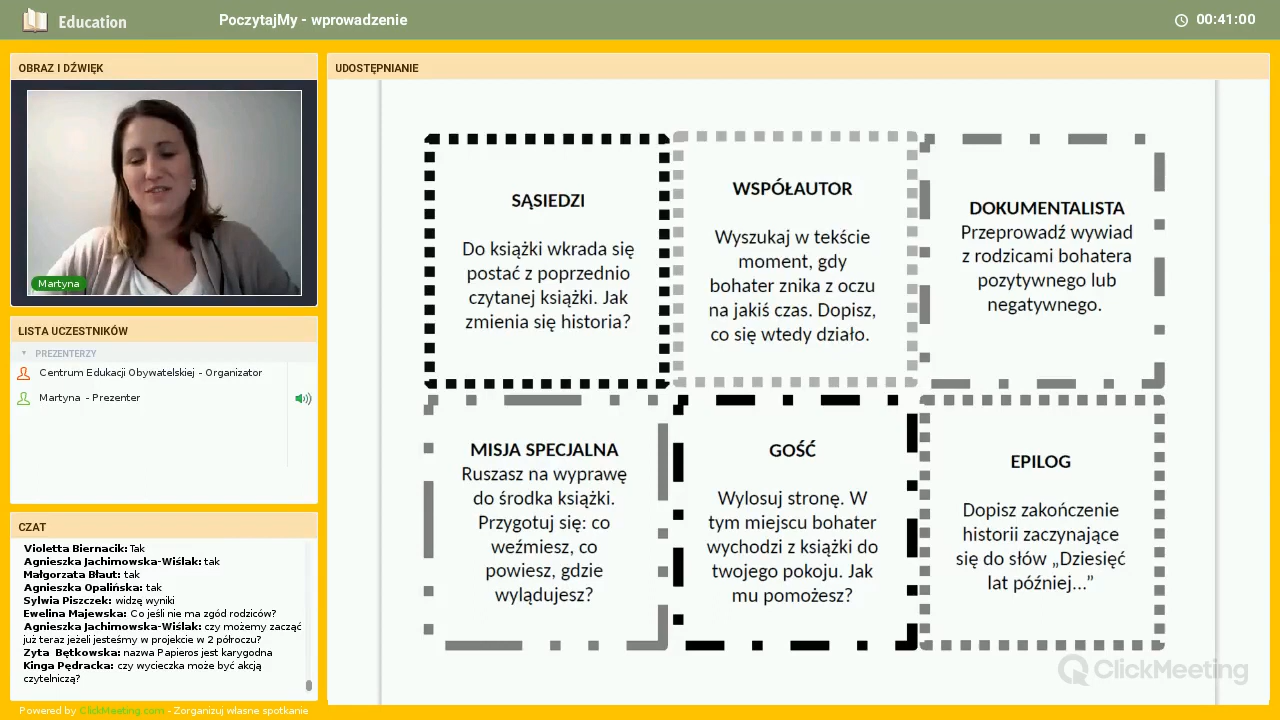 Education
PoczytajMy - wprowadzenie
00:41:00
OBRAZ I DŹWIĘK
Martyna
LISTA UCZESTNIKÓW
PREZENTERZY
Centrum Edukacji Obywatelskiej - Organizator
Martyna - Prezenter
CZAT
Violetta Biernacik: Tak
Agnieszka Jachimowska-Wiślak: tak
Małgorzata Błaut: tak
Agnieszka Opalińska: tak
Sylwia Piszczek: widzę wyniki
Ewelina Majewska: Co jeśli nie ma zgód rodziców?
Agnieszka Jachimowska-Wiślak: czy możemy zacząć
już teraz jeżeli jesteśmy w projekcie w 2 półroczu?
Zyta Bętkowska: nazwa Papieros jest karygodna
Kinga Pędracka: czy wycieczka może być akcją
czytelniczą?
Powered by ClickMeeting.com - Zorganizuj własne spotkanie
UDOSTĘPNIANIE
SĄSIEDZI
Do książki wkrada się
postać z poprzednio
czytanej książki. Jak
zmienia się historia?
WSPÓŁAUTOR
Wyszukaj w tekście
moment, gdy
bohater znika z oczu
na jakiś czas. Dopisz,
co się wtedy działo.
DOKUMENTALISTA
Przeprowadź wywiad
z rodzicami bohatera
pozytywnego lub
negatywnego.
MISJA SPECJALNA
Ruszasz na wyprawę
do środka książki.
Przygotuj się: co
weźmiesz, co
powiesz, gdzie
wylądujesz?
GOŚĆ
Wylosuj stronę. W
tym miejscu bohater
wychodzi z książki do
twojego pokoju. Jak
mu pomożesz?
EPILOG
Dopisz zakończenie
historii zaczynające
się do słów „Dziesięć
lat później...”
ClickMeeting